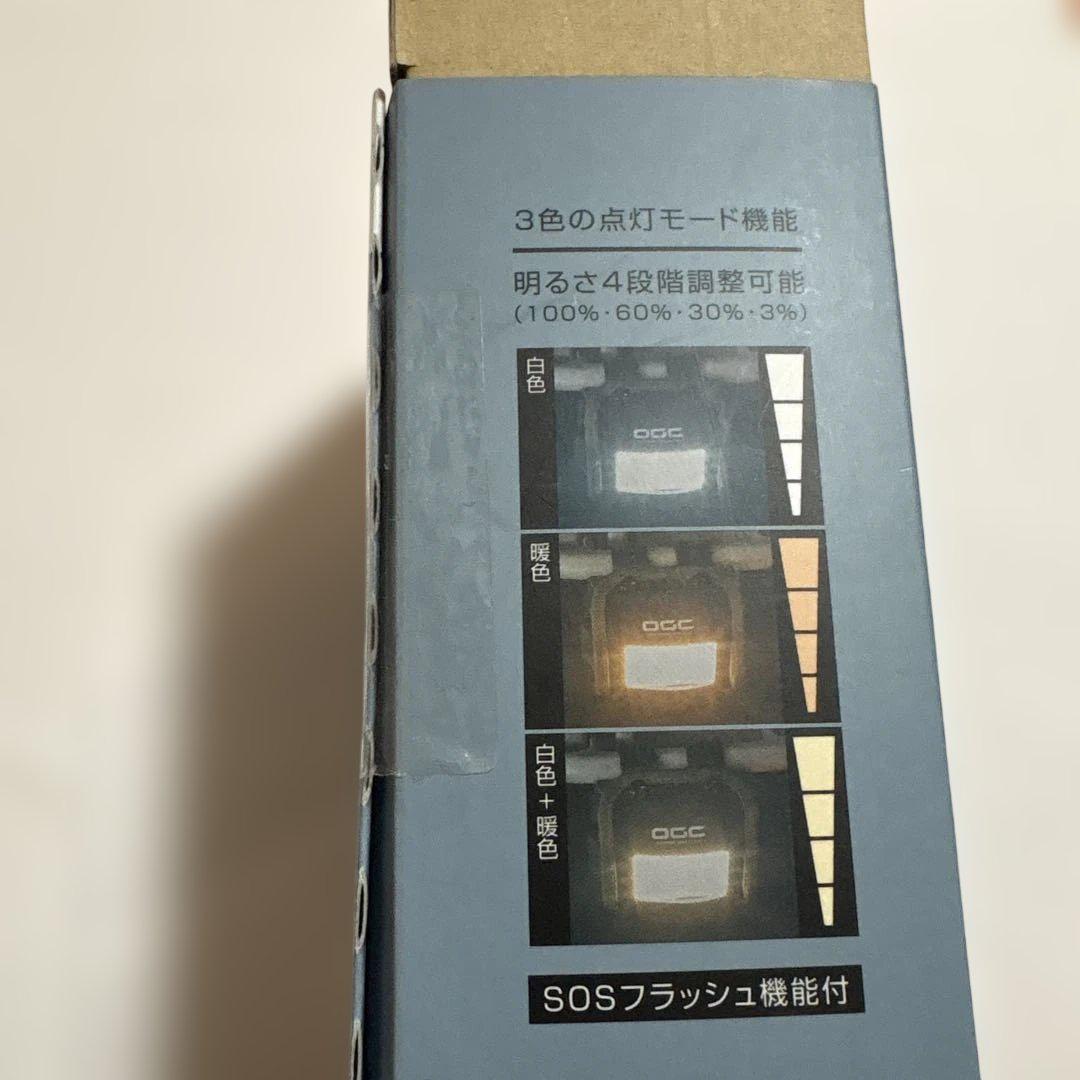 3色の点灯モード機能
明るさ4段階調整可能
(100%・60%・30%・3%)
白色
OGC
暖色
OGC
白色+暖色
OGC
SOSフラッシュ機能付